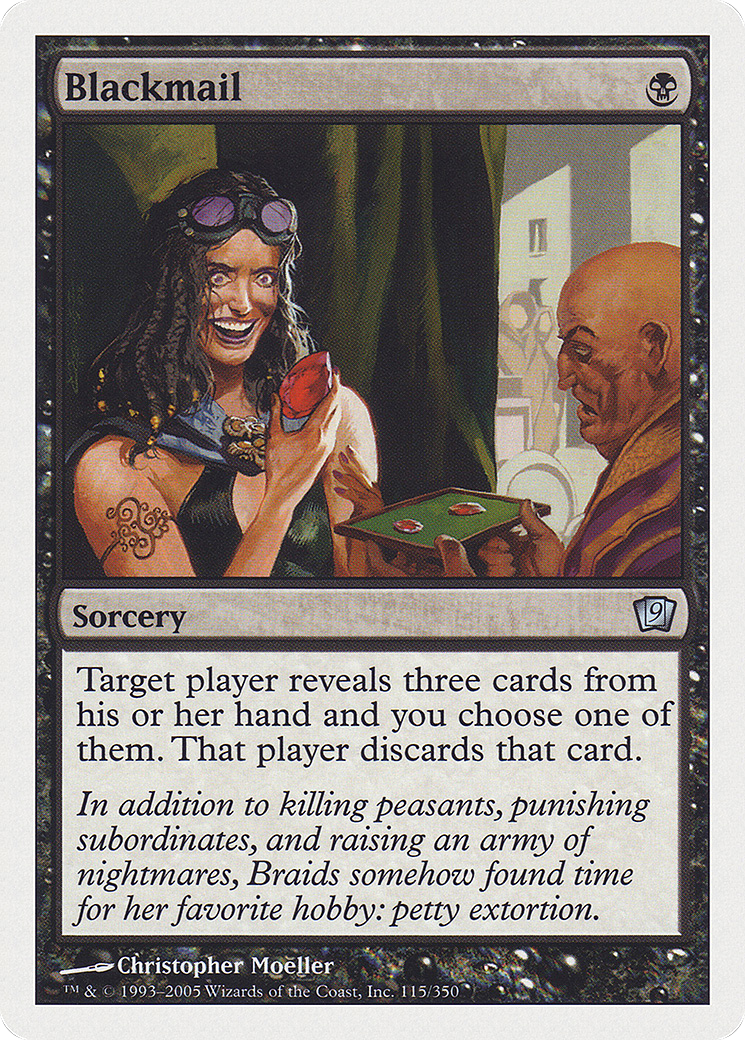 Blackmail
Sorcery
9
Target player reveals three cards from
his or her hand and you choose one of
them. That player discards that card.
In addition to killing peasants, punishing
subordinates, and raising an army of
nightmares, Braids somehow found time
for her favorite hobby: petty extortion.
Christopher Moeller
™ & © 1993–2005 Wizards of the Coast, Inc. 115/350